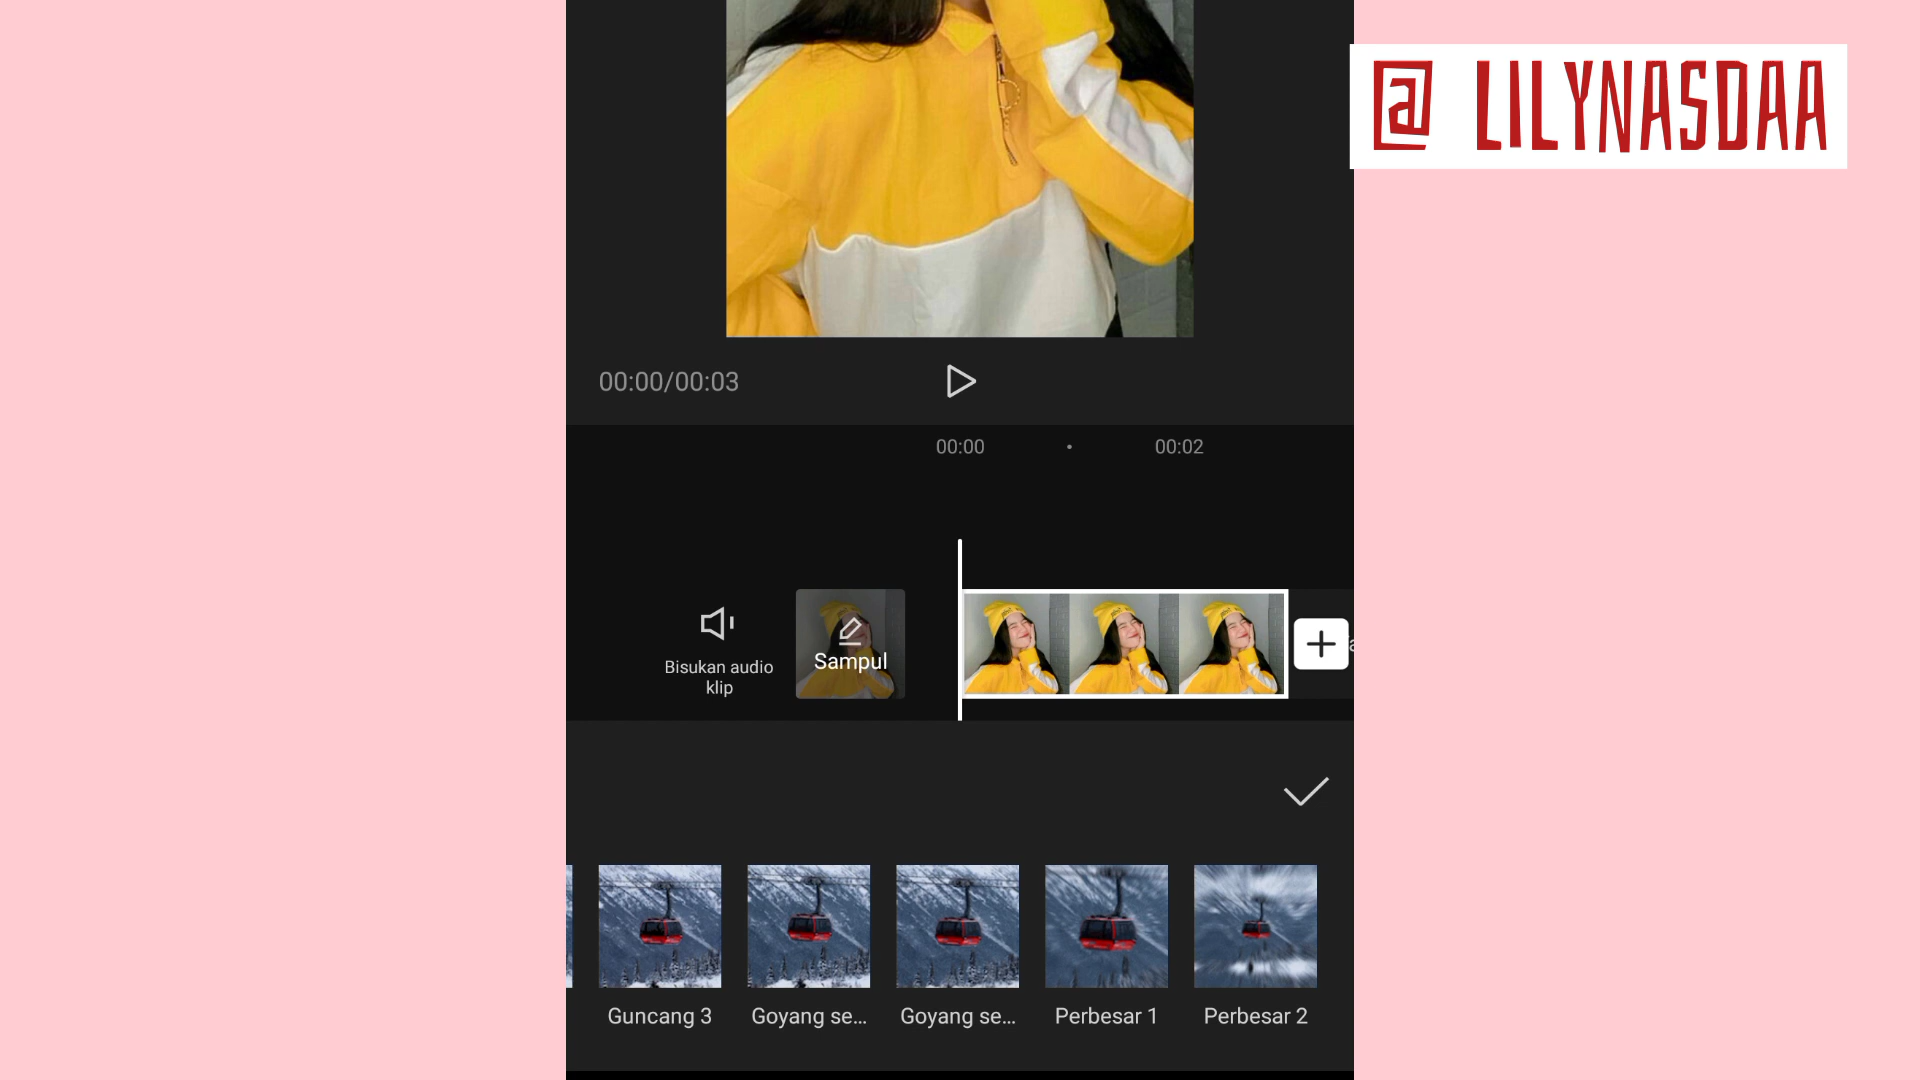 @ LILYNASDAA
00:00/00:03
00:00 00:02
Bisukan audio
klip
Sampul
Guncang 3
Goyang se...
Goyang se...
Perbesar 1
Perbesar 2